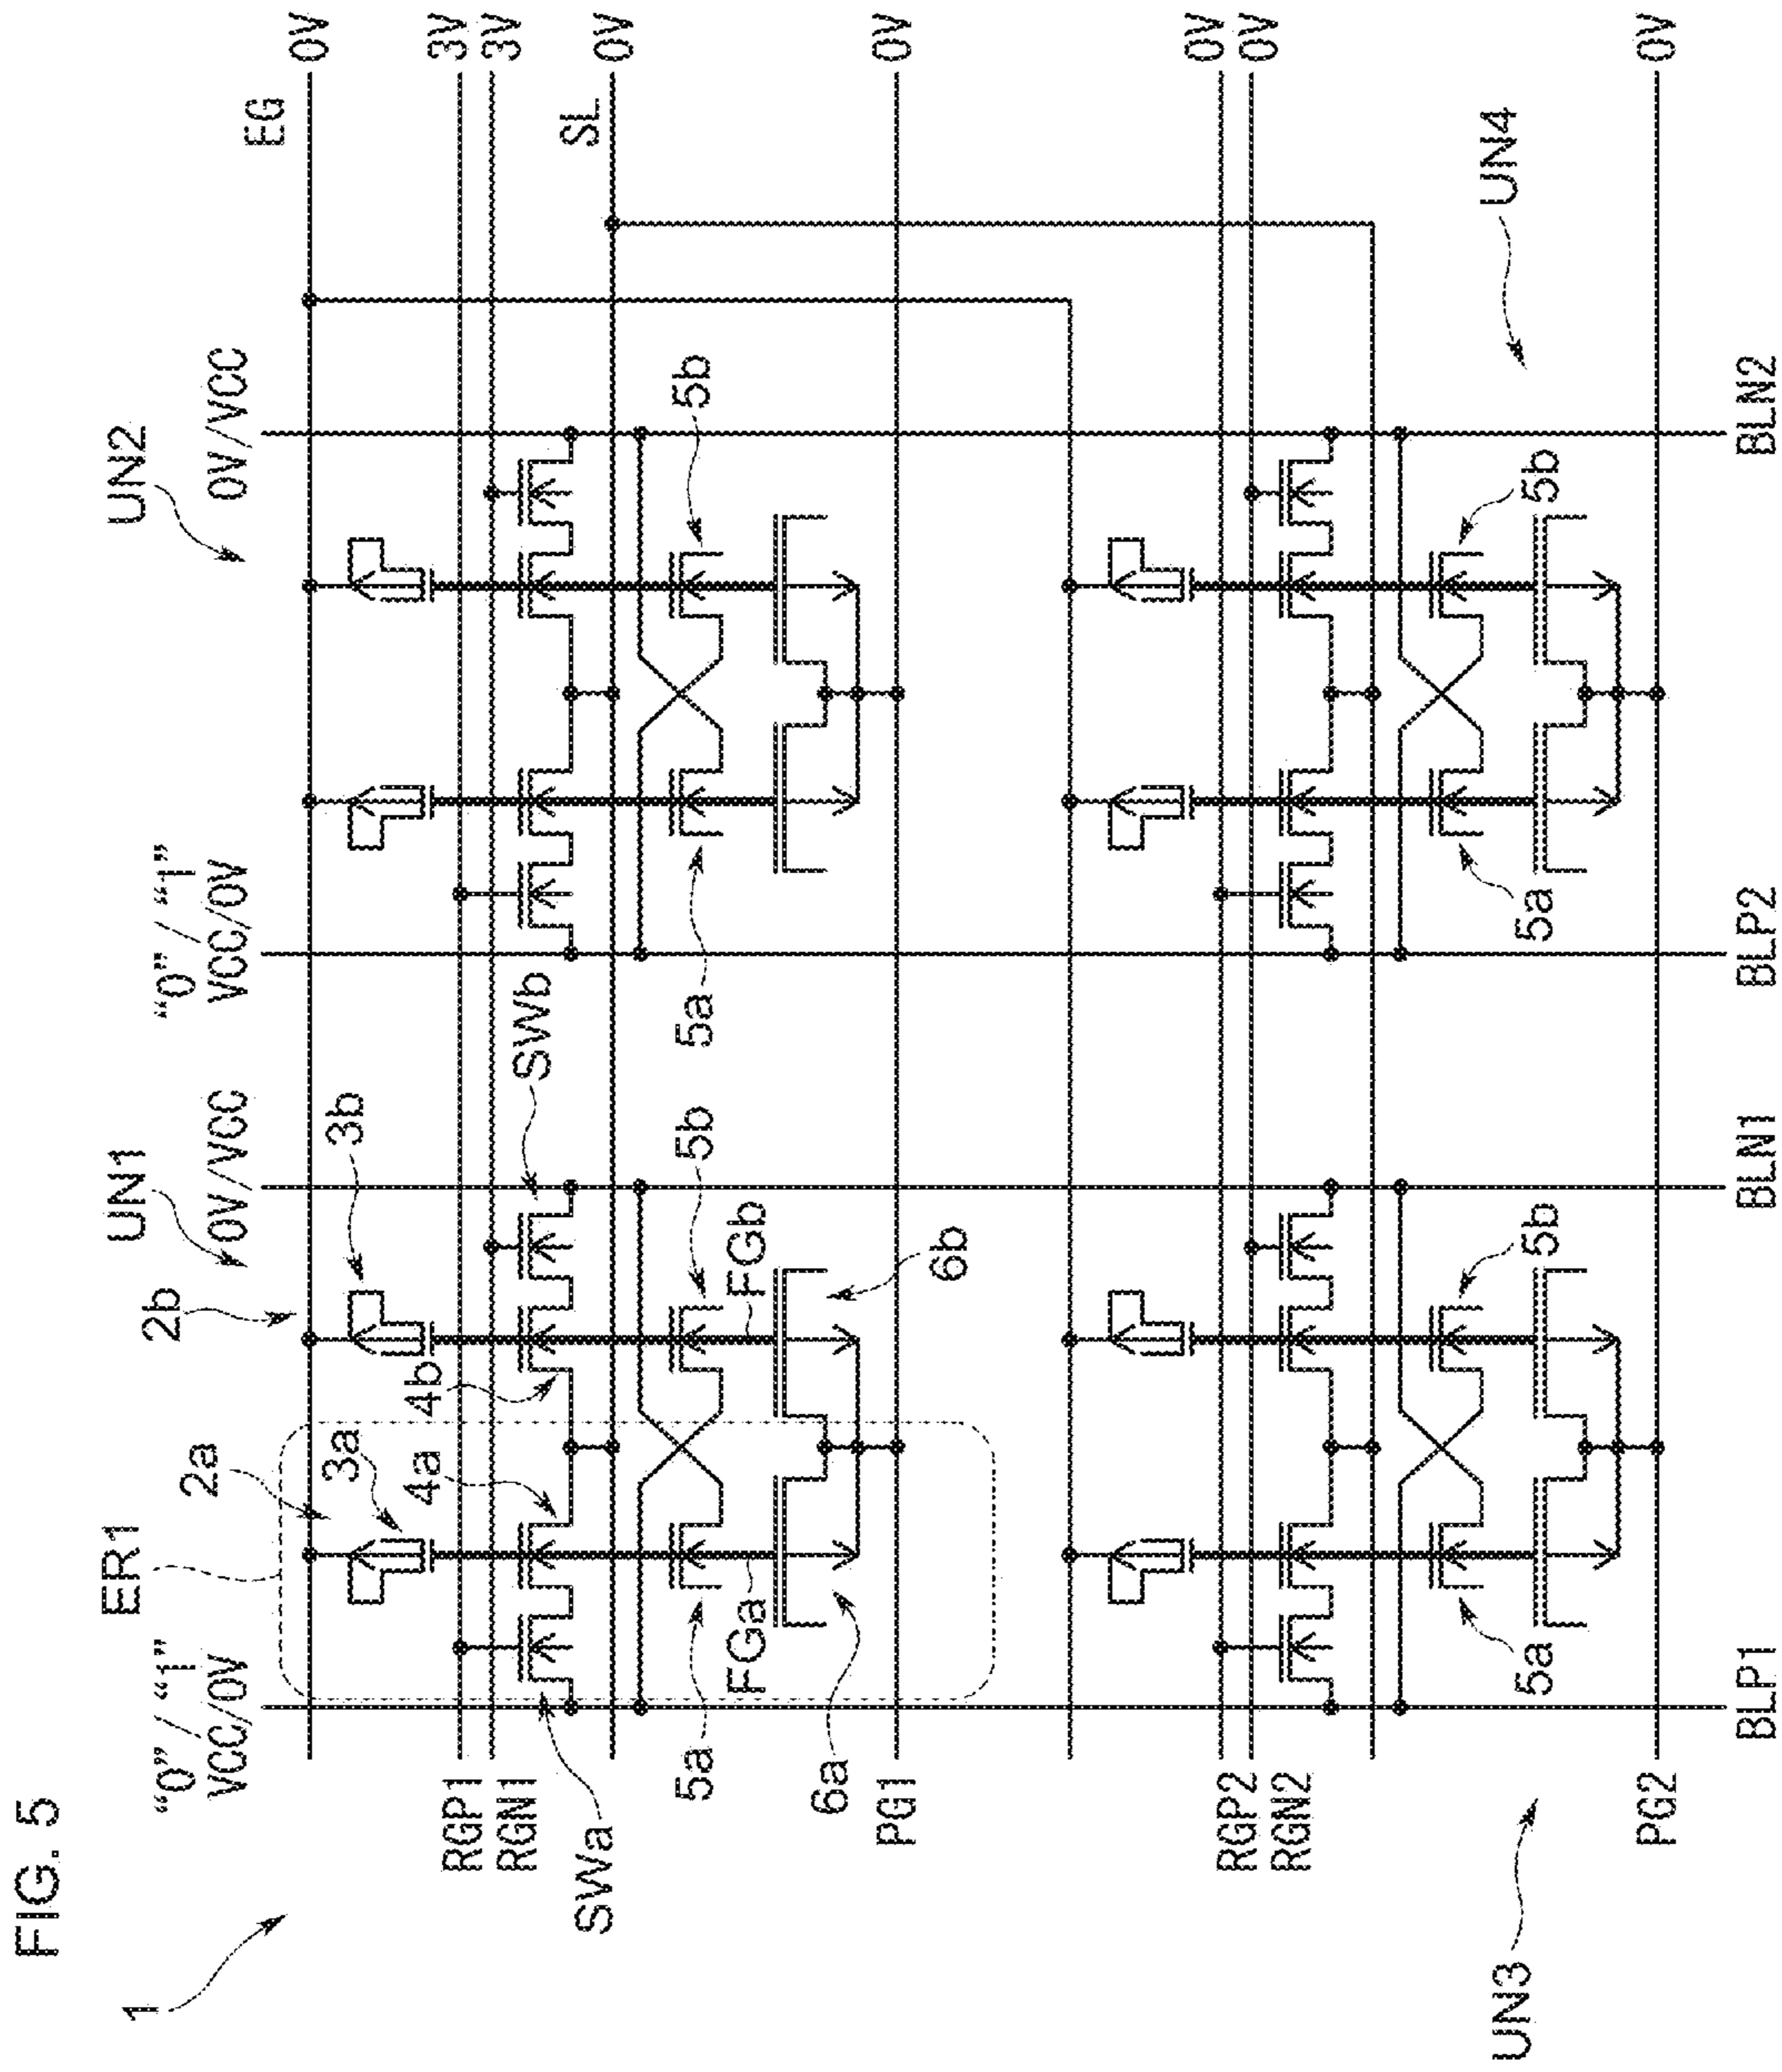 FIG. 5
1
ER1
2a
2b
UN1
UN2
“0” / “1”
VCC/0V
0V/VCC
“0” / “1”
VCC/0V
0V/VCC
EG
0V
3a
3b
RGP1
3V
RGN1
3V
4a
4b
SWa
SWb
SL
0V
5a
5b
5a
5b
FGa
FGb
6a
6b
PG1
0V
RGP2
0V
RGN2
0V
UN3
UN4
5a
5b
5a
5b
PG2
0V
BLP1
BLN1
BLP2
BLN2